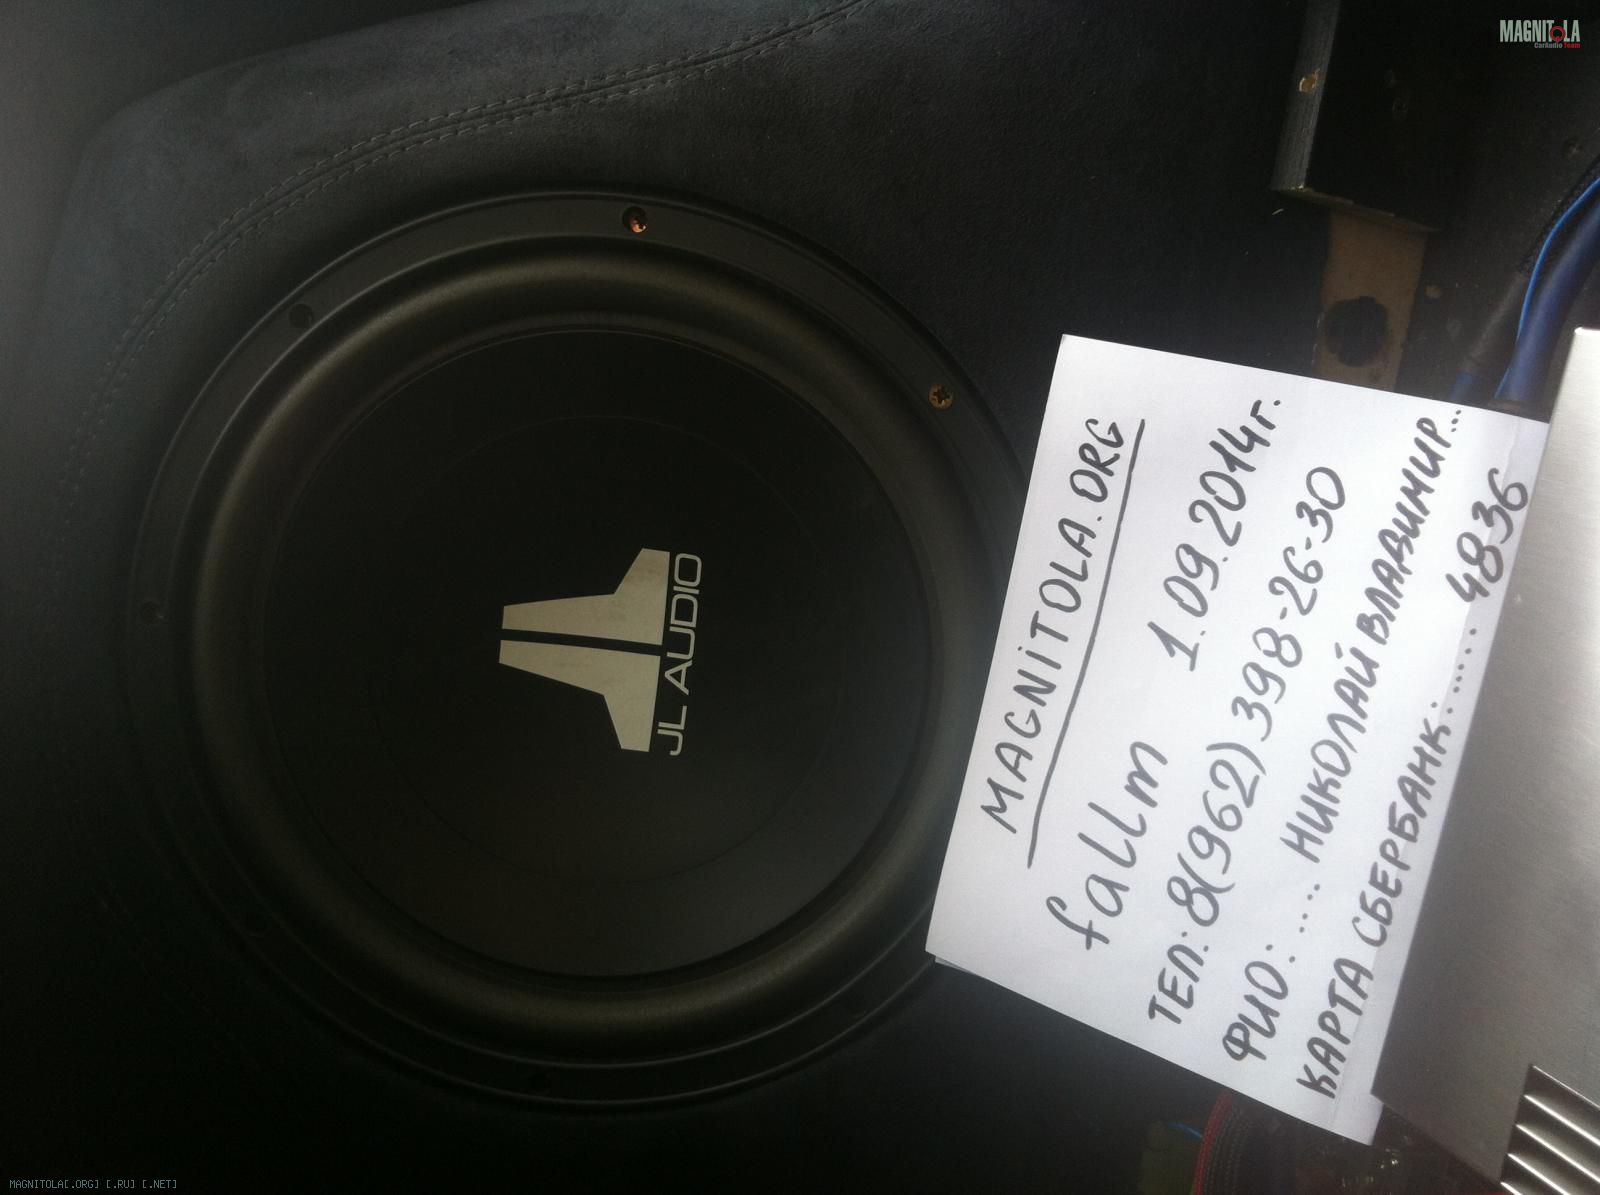 MAGNITOLA
CarAudio Team
JL AUDIO
MAGNiTOLA.ORG
fallm 1.09.2014г.
ТЕЛ: 8(962)398-26-30
ФИО: .... НИКОЛАЙ ВЛАДИМИР...
КАРТА СБЕРБАНК: ...... 4836
MAGNITOLA[.ORG] [.RU] [.NET]